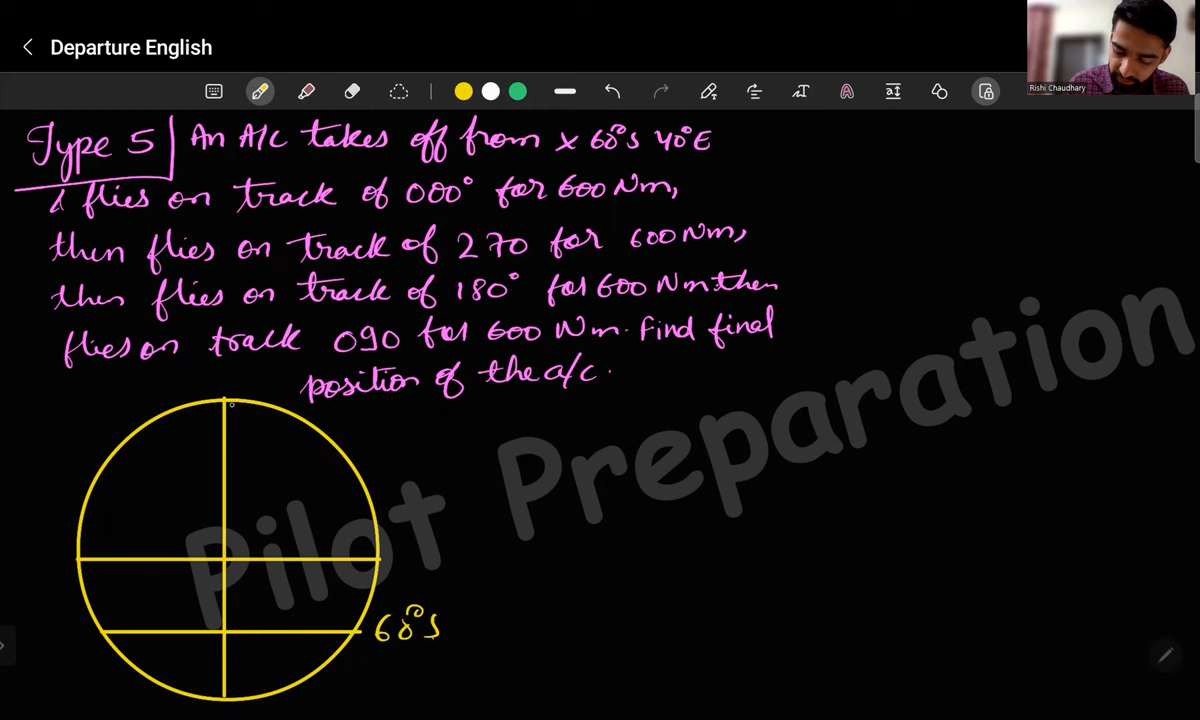 Departure English
Rishi Chaudhary
Type 5 An A/C takes off from x 60°S 40°E
& flies on track of 000° for 600 Nm,
then flies on track of 270 for 600 Nm,
then flies on track of 180° for 600 Nm then
flies on track 090 for 600 Nm. Find final
position of the a/c.
60°S
Pilot Preparation